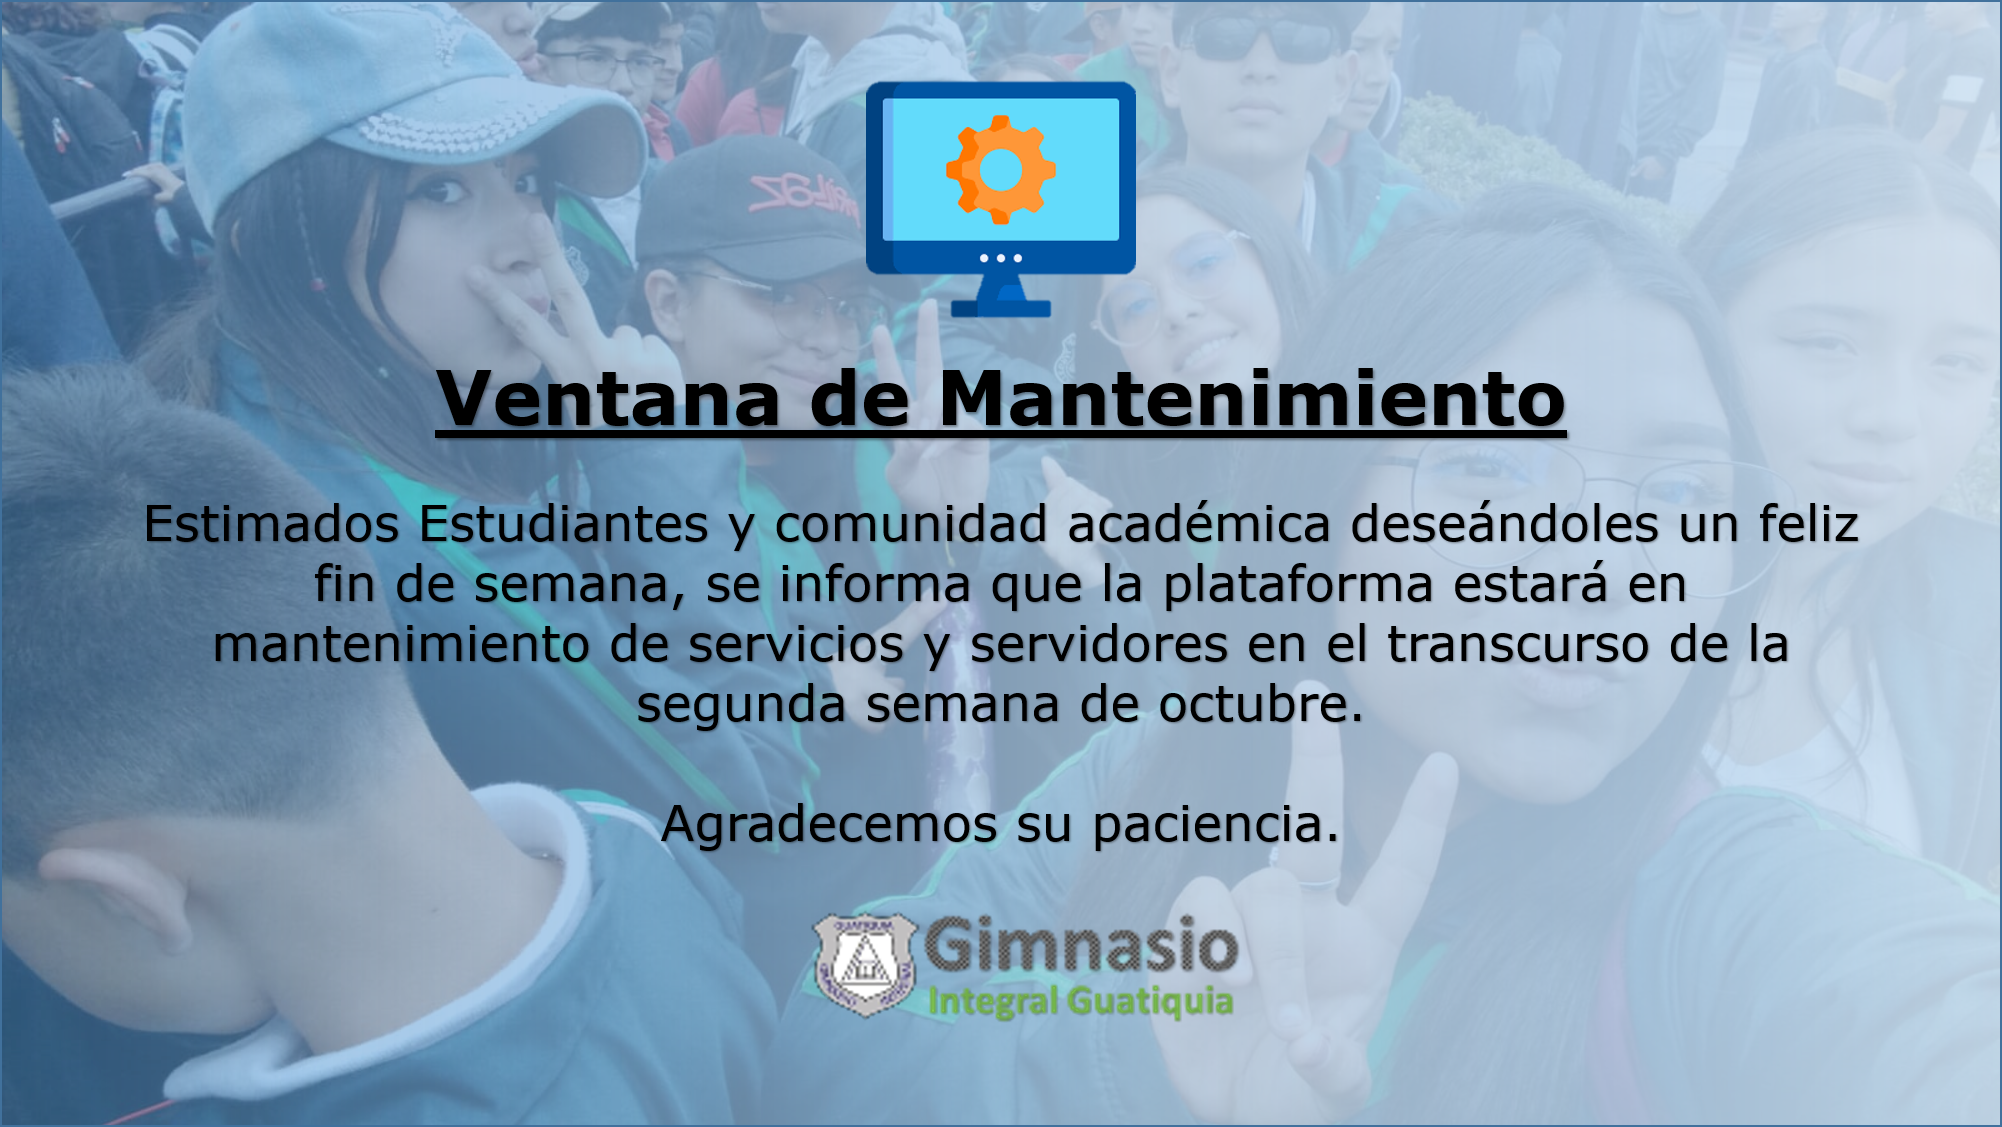 Ventana de Mantenimiento
Estimados Estudiantes y comunidad académica deseándoles un feliz
fin de semana, se informa que la plataforma estará en
mantenimiento de servicios y servidores en el transcurso de la
segunda semana de octubre.
Agradecemos su paciencia.
Gimnasio
Integral Guatiquia